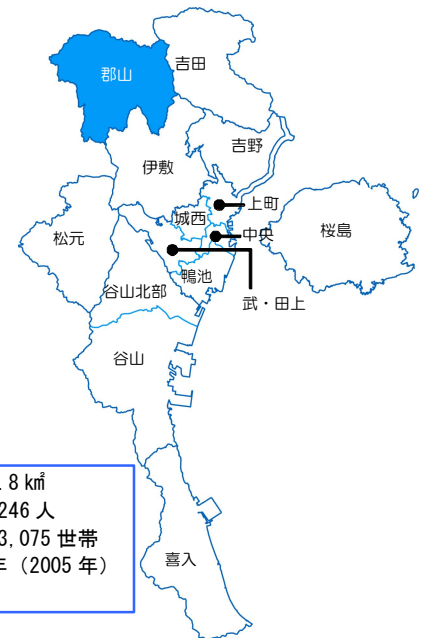 吉田
郡山
吉野
伊敷
上町
城西
桜島
松元
中央
鴨池
谷山北部
武・田上
谷山
.8 ㎢
246 人
3,075 世帯
年（2005 年）
喜入